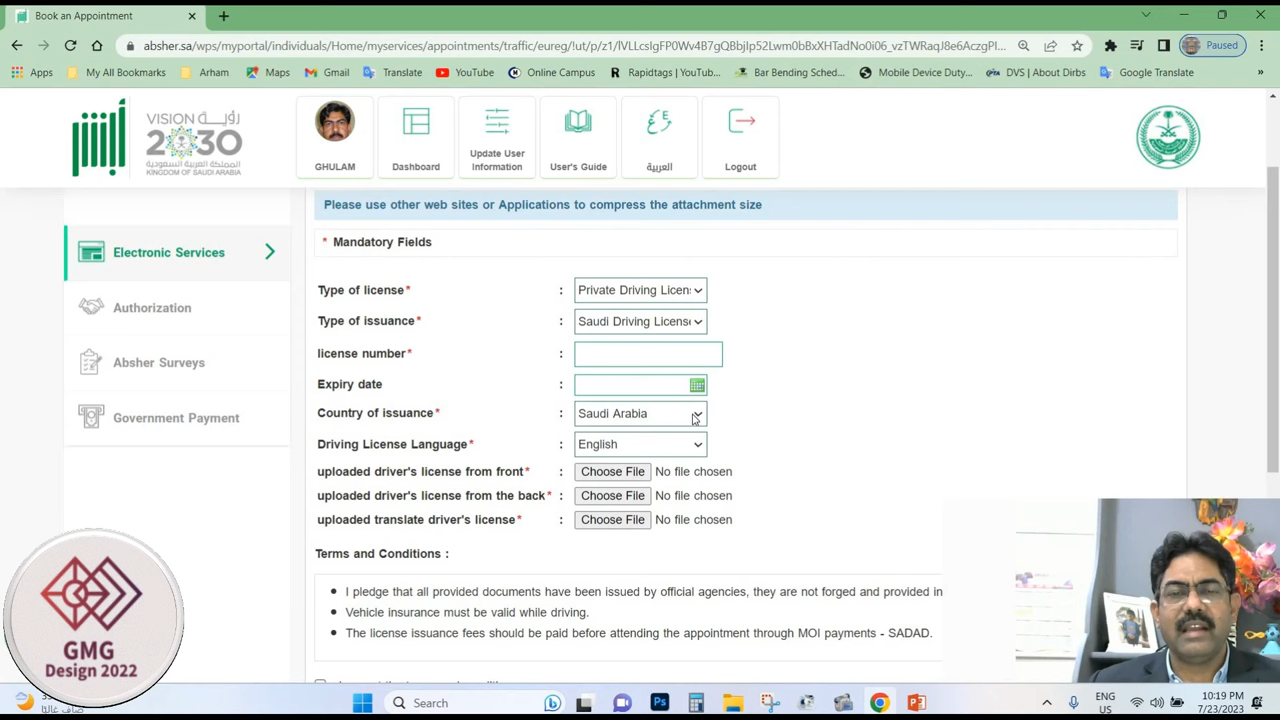 Book an Appointment
absher.sa/wps/myportal/individuals/Home/myservices/appointments/traffic/eureg/!ut/p/z1/
Paused
Apps
My All Bookmarks
Arham
Maps
Gmail
Translate
YouTube
Online Campus
Rapidtags | YouTub...
Bar Bending Sched...
Mobile Device Duty...
DVS | About Dirbs
Google Translate
»
أبشر
VISION رؤية
2030
المملكة العربية السعودية
KINGDOM OF SAUDI ARABIA
GHULAM
Dashboard
Update User
Information
User's Guide
العربية
Logout
Please use other web sites or Applications to compress the attachment size
* Mandatory Fields
Electronic Services
Authorization
Absher Surveys
Government Payment
Type of license* : Private Driving Licen
Type of issuance* : Saudi Driving Licens
license number* :
Expiry date :
Country of issuance* : Saudi Arabia
Driving License Language* : English
uploaded driver's license from front* : Choose File No file chosen
uploaded driver's license from the back* : Choose File No file chosen
uploaded translate driver's license* : Choose File No file chosen
Terms and Conditions :
• I pledge that all provided documents have been issued by official agencies, they are not forged and provided in
• Vehicle insurance must be valid while driving.
• The license issuance fees should be paid before attending the appointment through MOI payments - SADAD.
GMG
Design 2022
صاف غالبًا
Search
ENG
US
10:19 PM
7/23/2023